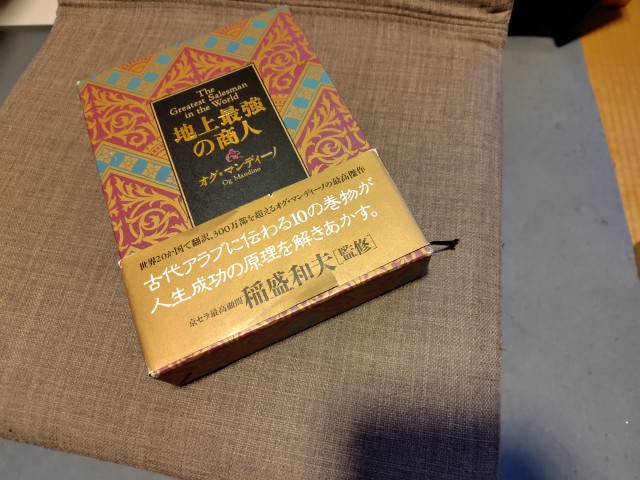 The
Greatest Salesman
in the World
地上最強
の商人
オグ・マンディーノ
Og Mandino
世界20か国で翻訳、300万部を超えるオグ・マンディーノの最高傑作
古代アラブに伝わる10の巻物が
人生成功の原理を解きあかす。
京セラ最高顧問 稲盛和夫[監修]